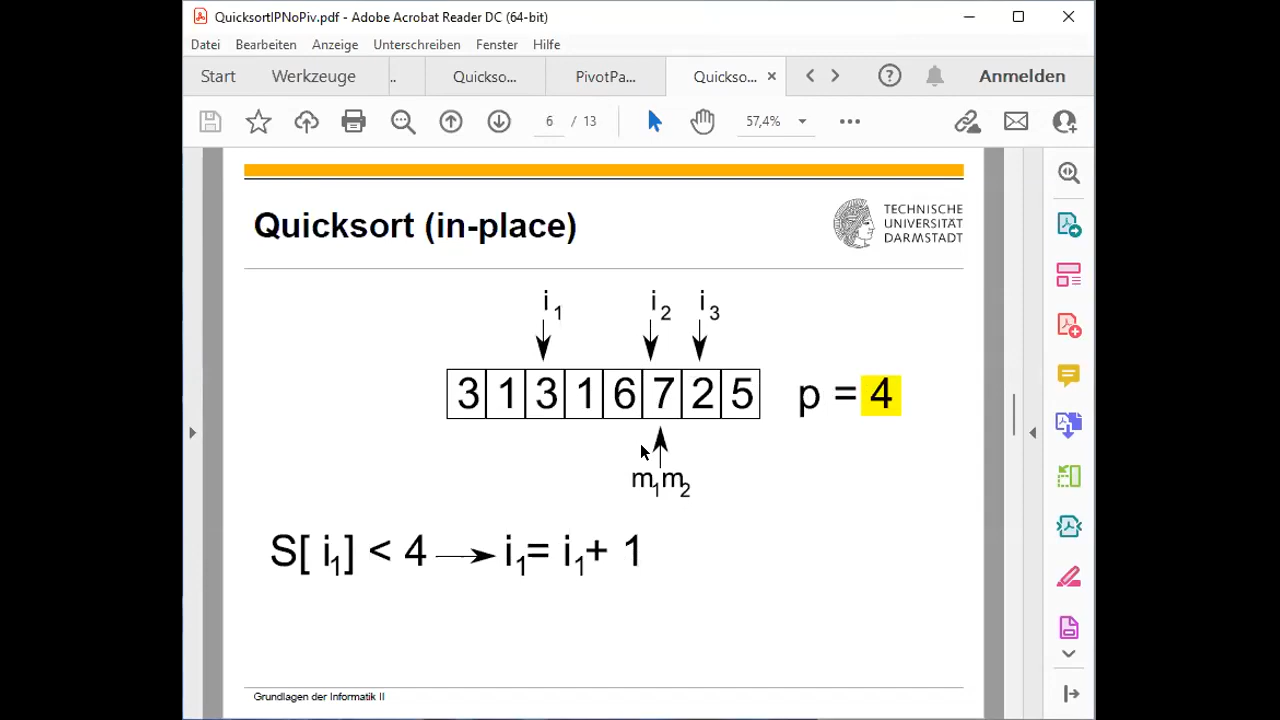 QuicksortIPNoPiv.pdf - Adobe Acrobat Reader DC (64-bit)
Datei Bearbeiten Anzeige Unterschreiben Fenster Hilfe
Start Werkzeuge .. Quickso... PivotPa... Quickso... Anmelden
6 / 13 57,4%
Quicksort (in-place)
TECHNISCHE
UNIVERSITÄT
DARMSTADT
i1 i2 i3
3 1 3 1 6 7 2 5 p = 4
m1m2
S[ i1] < 4 → i1= i1+ 1
Grundlagen der Informatik II